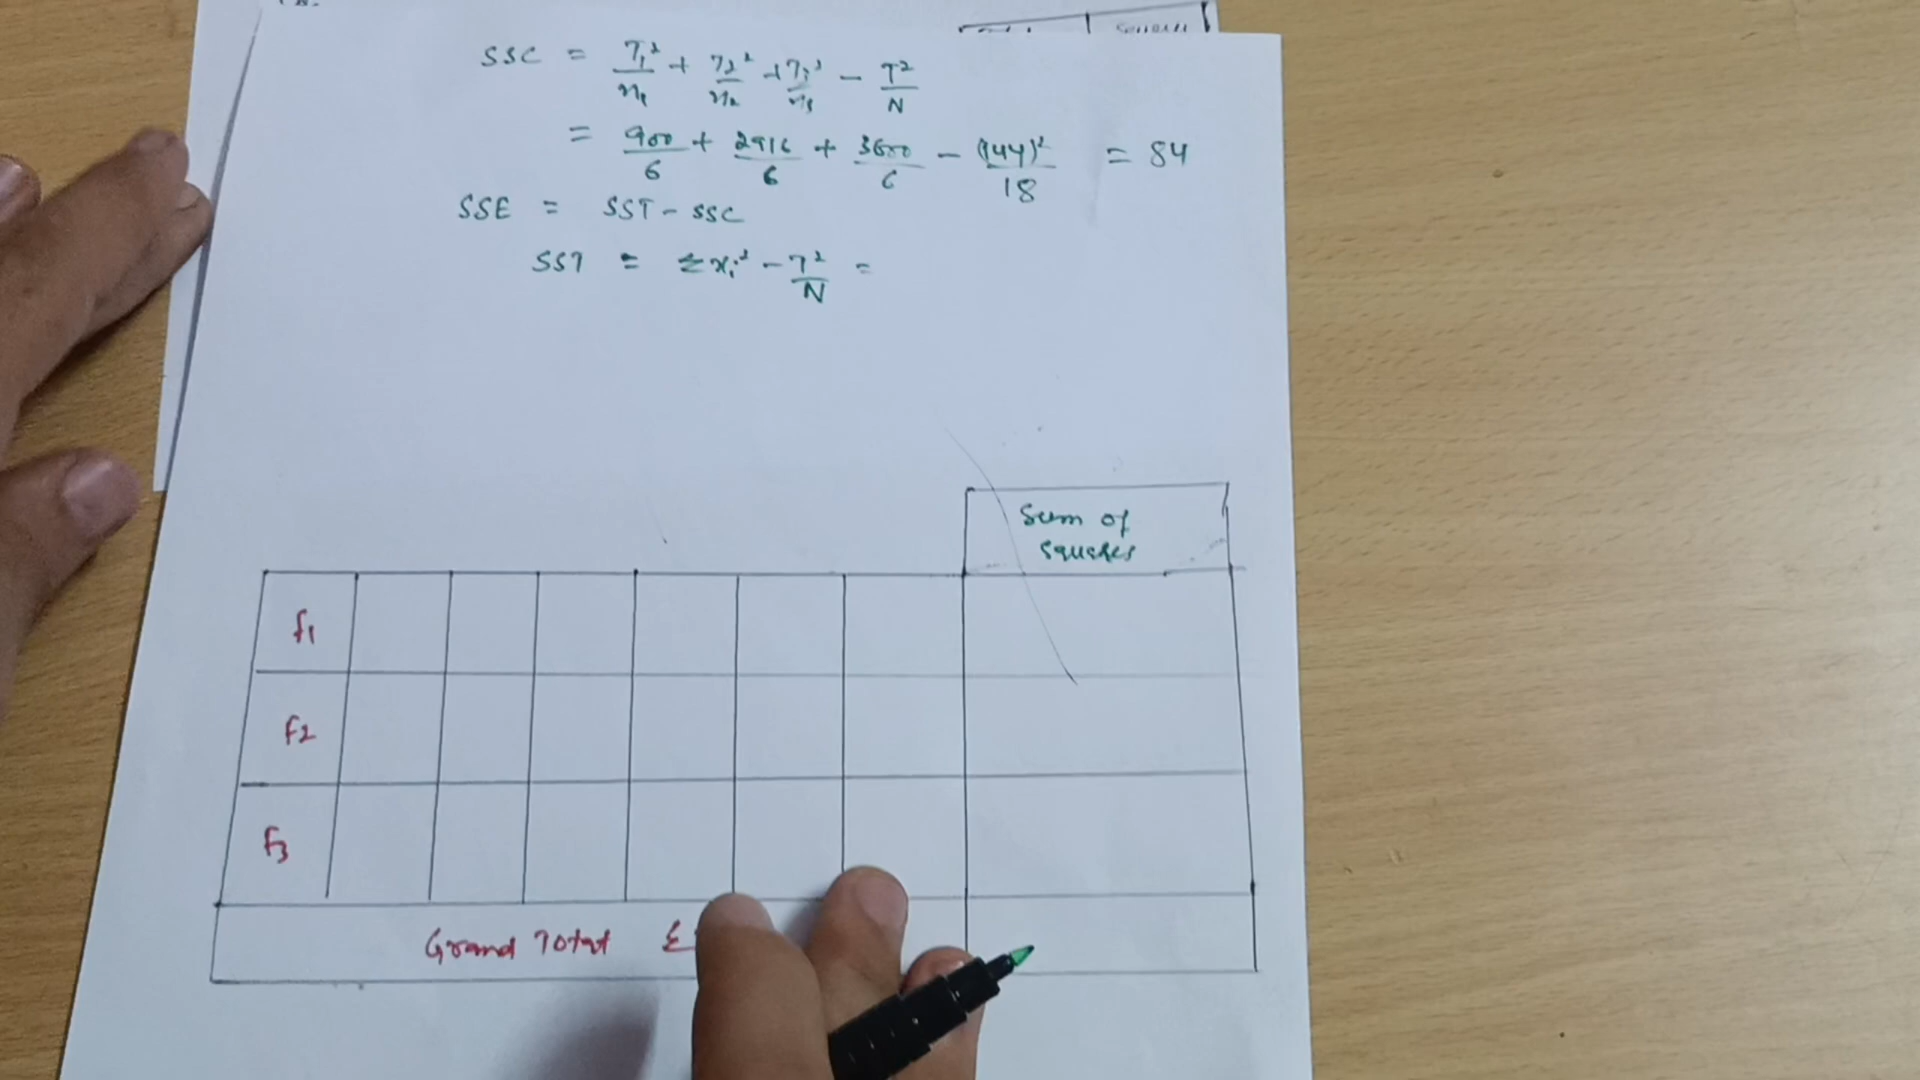 SSC = T₁²/n₁ + T₂²/n₂ + T₃²/n₃ − T²/N
= 900/6 + 2916/6 + 3600/6 − (144)²/18 = 84
SSE = SST − SSC
SST = Σxᵢ² − T²/N =
Sum of
squares
f1
f2
f3
Grand Total Σ